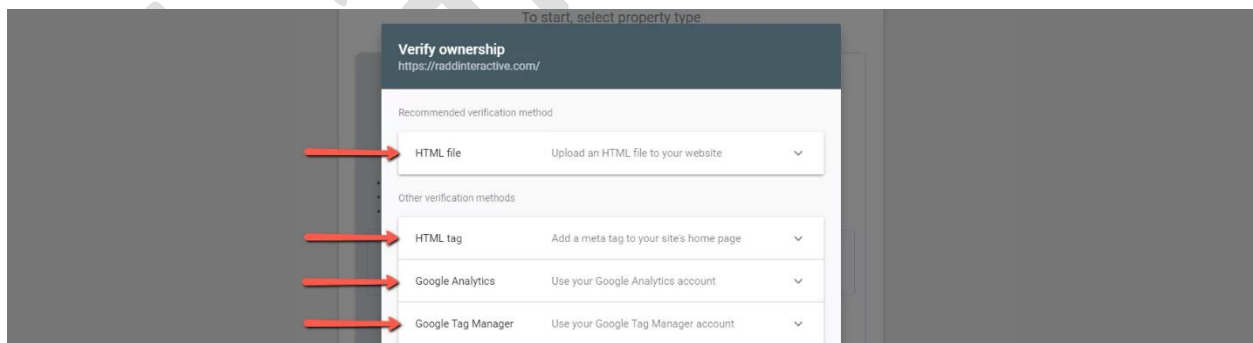 To start, select property type
Verify ownership
https://raddinteractive.com/
Recommended verification method
HTML file Upload an HTML file to your website
Other verification methods
HTML tag Add a meta tag to your site's home page
Google Analytics Use your Google Analytics account
Google Tag Manager Use your Google Tag Manager account